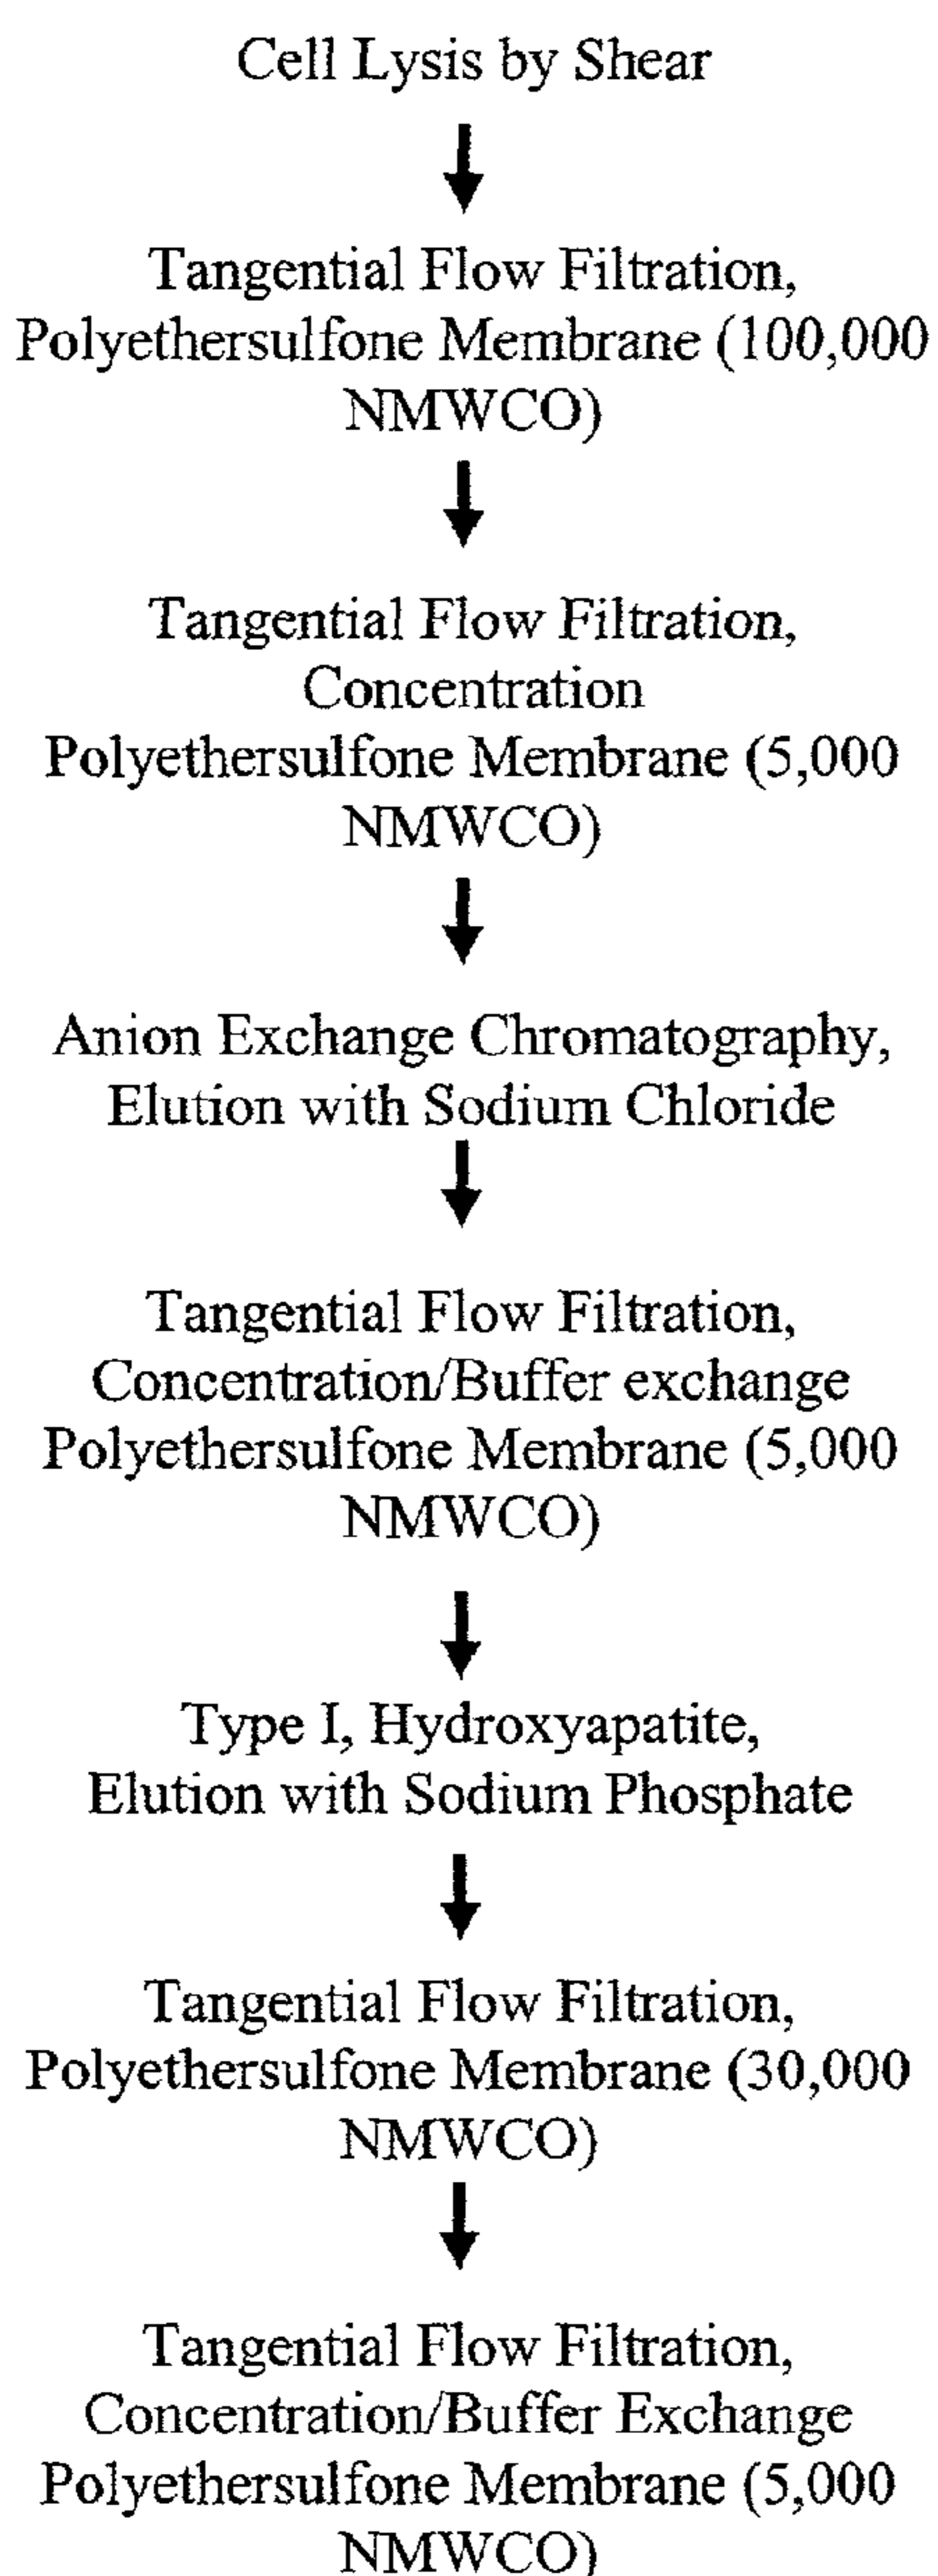 Cell Lysis by Shear
Tangential Flow Filtration,
Polyethersulfone Membrane (100,000
NMWCO)
Tangential Flow Filtration,
Concentration
Polyethersulfone Membrane (5,000
NMWCO)
Anion Exchange Chromatography,
Elution with Sodium Chloride
Tangential Flow Filtration,
Concentration/Buffer exchange
Polyethersulfone Membrane (5,000
NMWCO)
Type I, Hydroxyapatite,
Elution with Sodium Phosphate
Tangential Flow Filtration,
Polyethersulfone Membrane (30,000
NMWCO)
Tangential Flow Filtration,
Concentration/Buffer Exchange
Polyethersulfone Membrane (5,000
NMWCO)